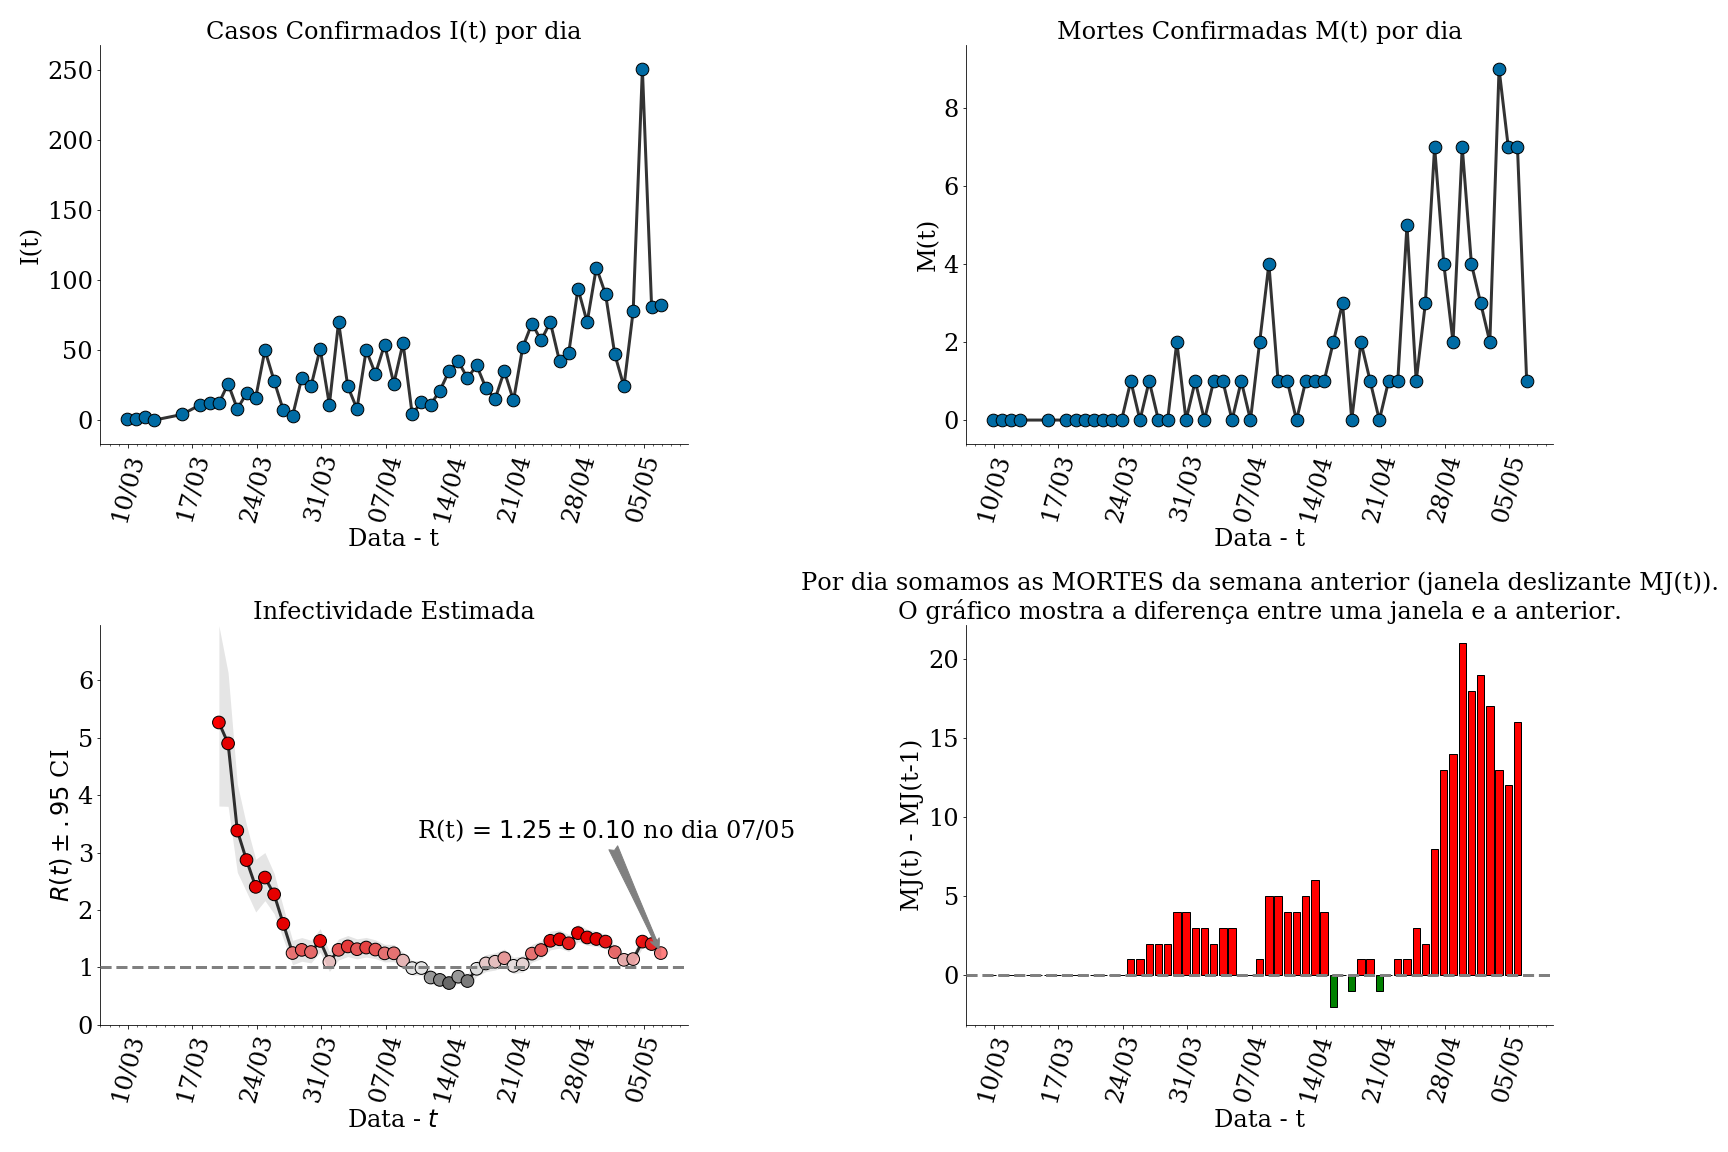 Casos Confirmados I(t) por dia
I(t)
250
200
150
100
50
0
10/03 17/03 24/03 31/03 07/04 14/04 21/04 28/04 05/05
Data - t
Mortes Confirmadas M(t) por dia
M(t)
8
6
4
2
0
10/03 17/03 24/03 31/03 07/04 14/04 21/04 28/04 05/05
Data - t
Infectividade Estimada
R(t) ± .95 CI
6
5
4
3
2
1
0
R(t) = 1.25 ± 0.10 no dia 07/05
10/03 17/03 24/03 31/03 07/04 14/04 21/04 28/04 05/05
Data - t
Por dia somamos as MORTES da semana anterior (janela deslizante MJ(t)).
O gráfico mostra a diferença entre uma janela e a anterior.
MJ(t) - MJ(t-1)
20
15
10
5
0
10/03 17/03 24/03 31/03 07/04 14/04 21/04 28/04 05/05
Data - t